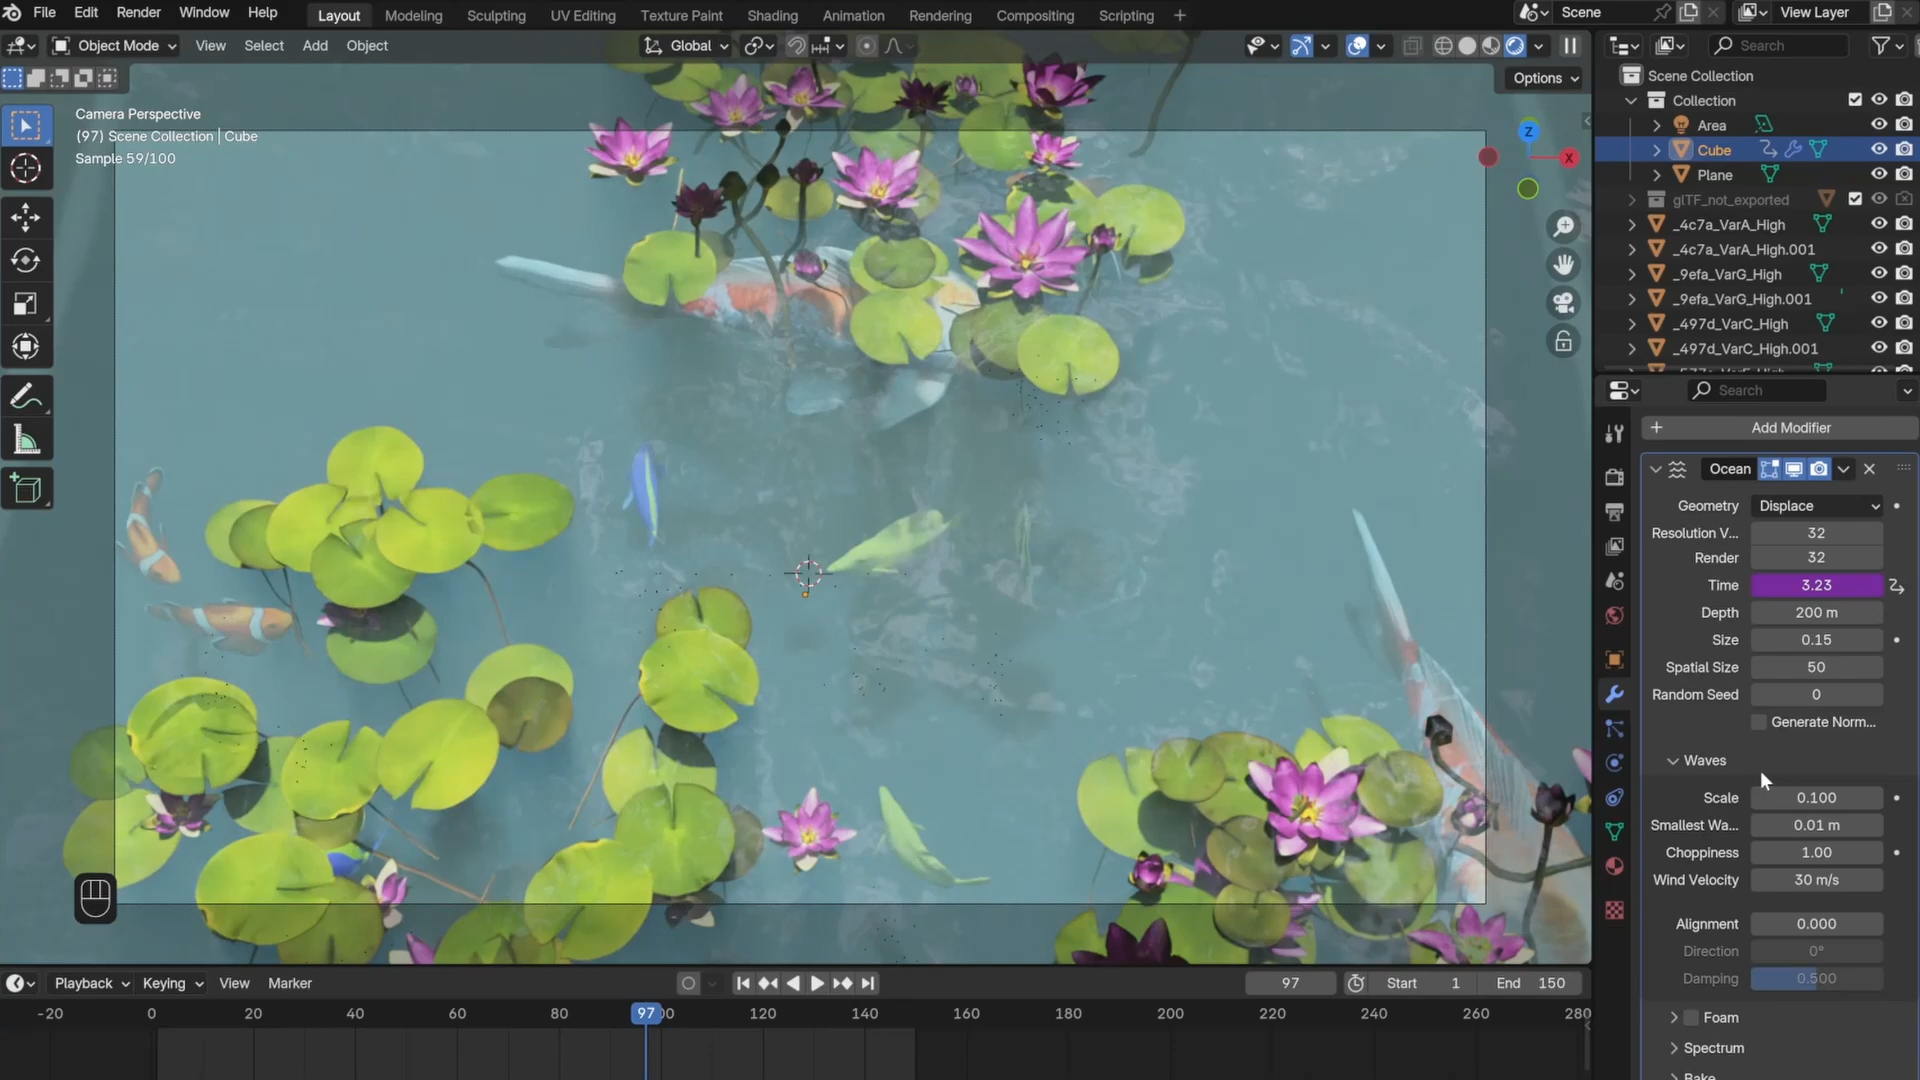 File Edit Render Window Help
Layout Modeling Sculpting UV Editing Texture Paint Shading Animation Rendering Compositing Scripting +
Scene
View Layer
Object Mode View Select Add Object
Global
Search
Options
Camera Perspective
(97) Scene Collection | Cube
Sample 59/100
Z
X
Scene Collection
Collection
Area
Cube
Plane
glTF_not_exported
_4c7a_VarA_High
_4c7a_VarA_High.001
_9efa_VarG_High
_9efa_VarG_High.001
_497d_VarC_High
_497d_VarC_High.001
Search
+ Add Modifier
Ocean
Geometry Displace
Resolution V... 32
Render 32
Time 3.23
Depth 200 m
Size 0.15
Spatial Size 50
Random Seed 0
Generate Norm...
Waves
Scale 0.100
Smallest Wa... 0.01 m
Choppiness 1.00
Wind Velocity 30 m/s
Alignment 0.000
Direction 0°
Damping 0.500
Foam
Spectrum
Bake
Playback Keying View Marker
97 Start 1 End 150
-20 0 20 40 60 80 97 00 120 140 160 180 200 220 240 260 280